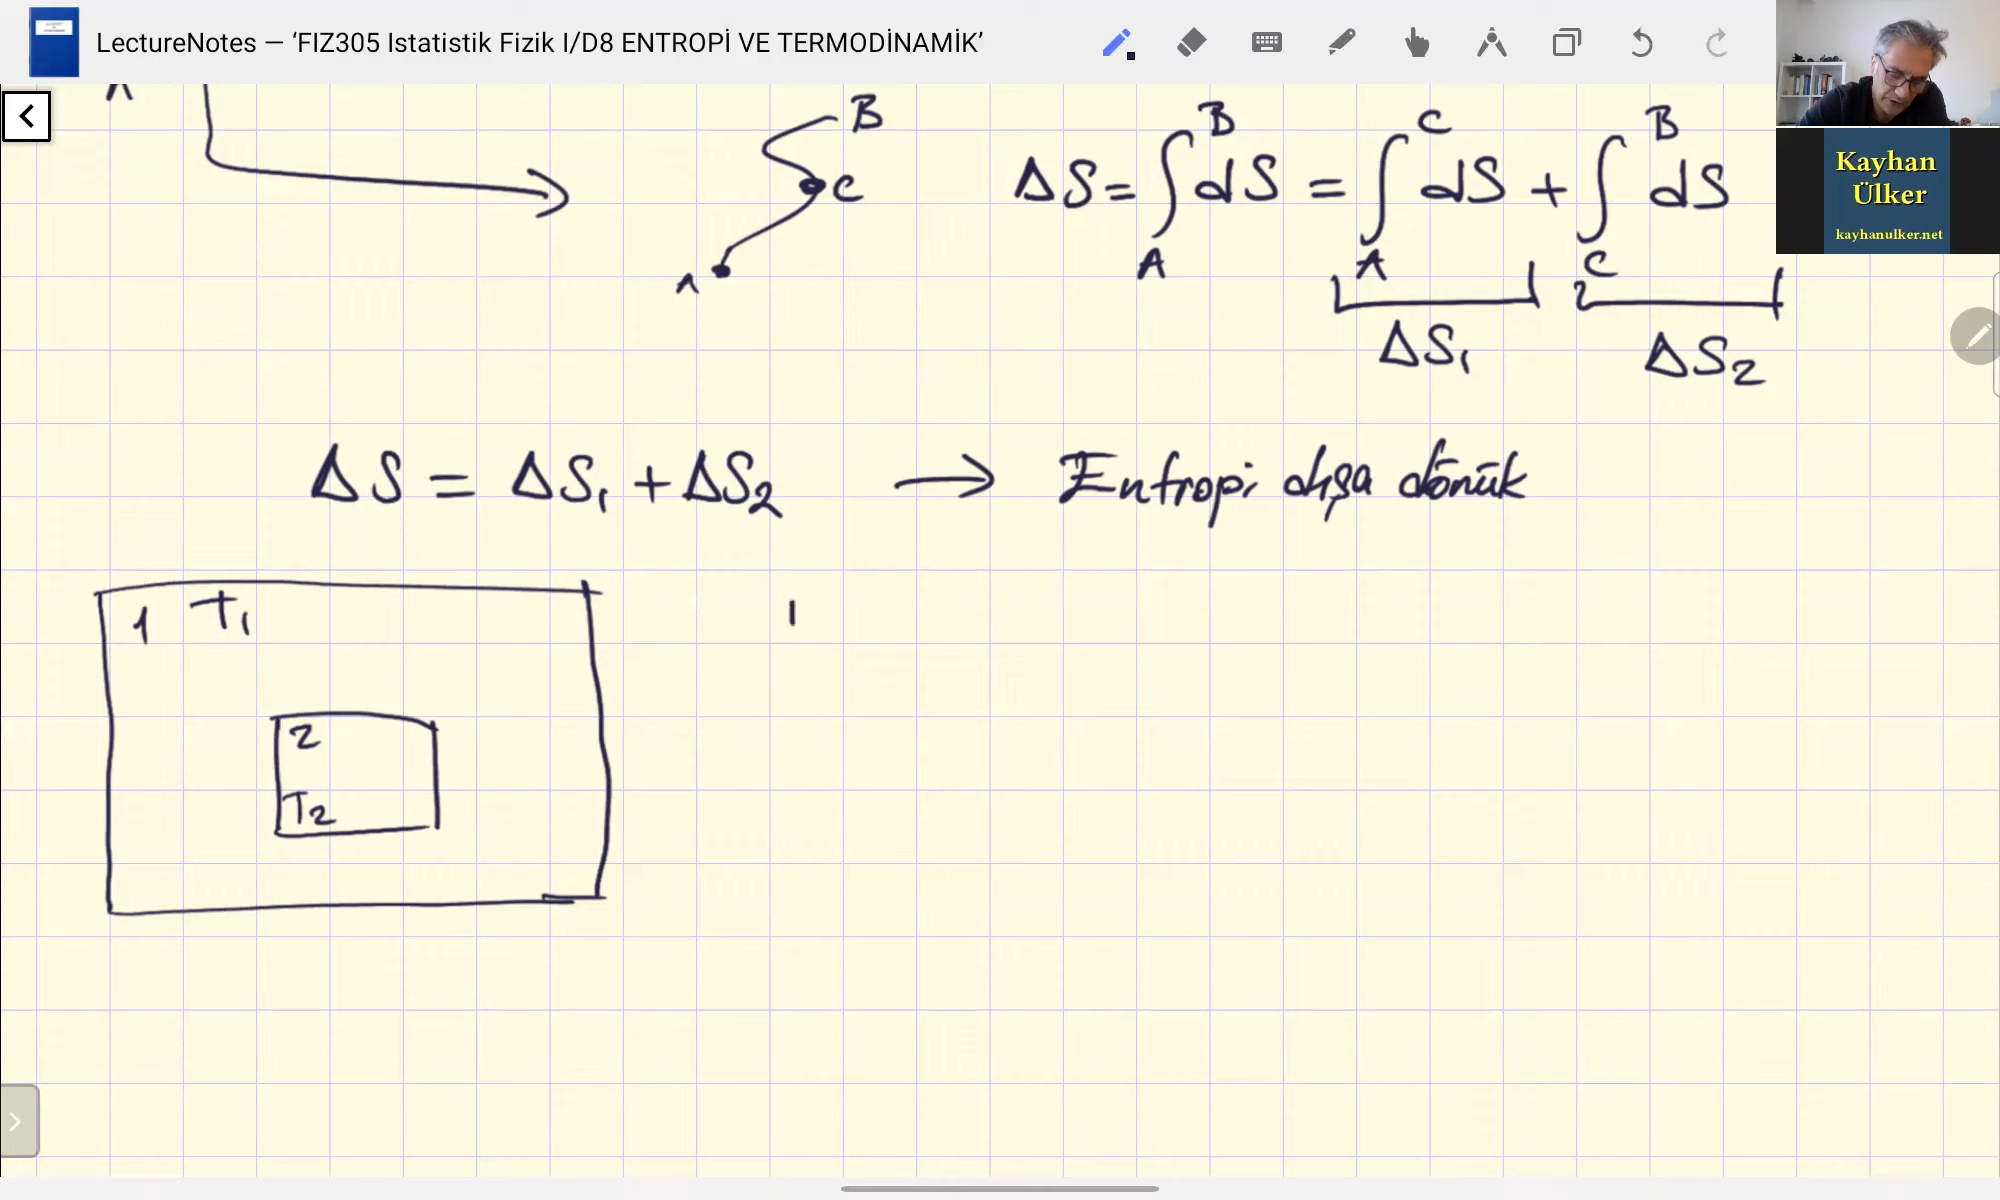 LectureNotes — ‘FIZ305 Istatistik Fizik I/D8 ENTROPİ VE TERMODİNAMİK’
Kayhan
Ülker
kayhanulker.net
A
B
C
A
ΔS = ∫_A^B dS = ∫_A^C dS + ∫_C^B dS
ΔS₁
ΔS₂
ΔS = ΔS₁ + ΔS₂ → Entropi dışa dönük
1 T₁
2
T₂
1